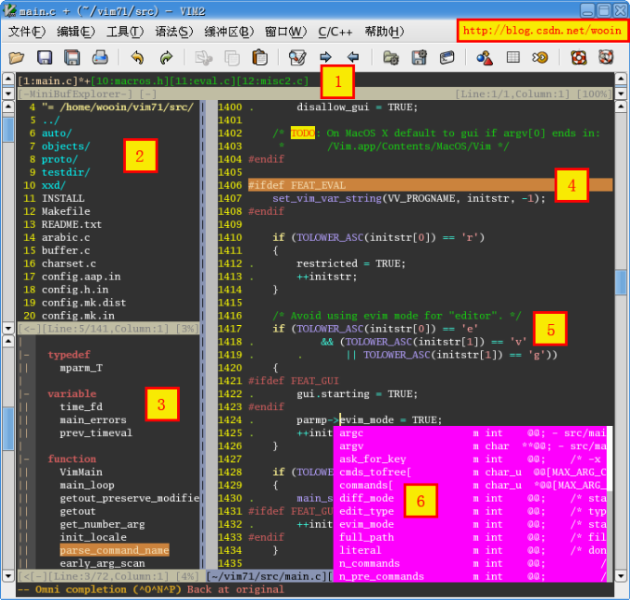 main.c + (~/vim71/src) - VIM2
文件(F) 编辑(E) 工具(T) 语法(S) 缓冲区(B) 窗口(W) C/C++ 帮助(H)
http://blog.csdn.net/wooin
[1:main.c]*+[10:macros.h][11:eval.c][12:misc2.c]
1
-MiniBufExplorer- [-] [Line:1/1,Column:1] [100%]
4 "= /home/wooin/vim71/src/
5 ../
6 auto/
7 objects/
8 proto/
9 testdir/
10 xxd/
11 INSTALL
12 Makefile
13 README.txt
14 arabic.c
15 buffer.c
16 charset.c
17 config.aap.in
18 config.h.in
19 config.mk.dist
20 config.mk.in
2
<-][Line:5/141,Column:1] [3%]
|- typedef
|| mparm_T
|
|- variable
|| time_fd
|| main_errors
|| prev_timeval
|
|- function
|| VimMain
|| main_loop
|| getout_preserve_modifie
|| getout
|| get_number_arg
|| init_locale
|| parse_command_name
|| early_arg_scan
3
<[-][Line:3/72,Column:1] [4%]
1400 . disallow_gui = TRUE;
1401
1402 /* TODO: On MacOS X default to gui if argv[0] ends in:
1403 * /Vim.app/Contents/MacOS/Vim */
1404 #endif
1405
1406 #ifdef FEAT_EVAL
1407 set_vim_var_string(VV_PROGNAME, initstr, -1);
1408 #endif
4
1409
1410 if (TOLOWER_ASC(initstr[0]) == 'r')
1411 {
1412 . restricted = TRUE;
1413 . ++initstr;
1414 }
1415
1416 /* Avoid using evim mode for "editor". */
1417 if (TOLOWER_ASC(initstr[0]) == 'e'
1418 . && (TOLOWER_ASC(initstr[1]) == 'v'
1419 . . || TOLOWER_ASC(initstr[1]) == 'g'))
1420 {
5
1421 #ifdef FEAT_GUI
1422 . gui.starting = TRUE;
1423 #endif
1424 . parmp->evim_mode = TRUE;
1425 . ++init
1426 }
1427
1428 if (TOLO
1429 {
1430 . main_s
1431 #ifdef FEAT_GU
1432 . ++init
1433 #endif
1434 }
1435
argc m int @@; - src/mai
argv m char **@@; - src/m
ask_for_key m int @@; /* -x
cmds_tofree[ m char_u @@[MAX_ARG_C
commands[ m char_u *@@[MAX_ARG_
diff_mode m int @@; /* sta
edit_type m int @@; /* typ
evim_mode m int @@; /* sta
full_path m int @@; /* fil
literal m int @@; /* don
n_commands m int @@; /
n_pre_commands m int @@; /
6
[~/vim71/src/main.c][
-- Omni completion (^O^N^P) Back at original